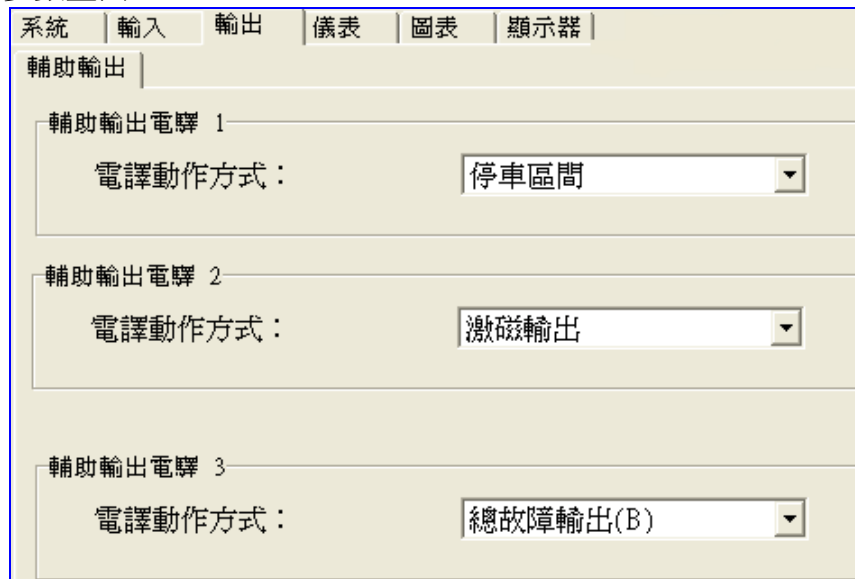 系統 輸入 輸出 儀表 圖表 顯示器
輔助輸出
輔助輸出電驛 1
電譯動作方式： 停車區間
輔助輸出電驛 2
電譯動作方式： 激磁輸出
輔助輸出電驛 3
電譯動作方式： 總故障輸出(B)